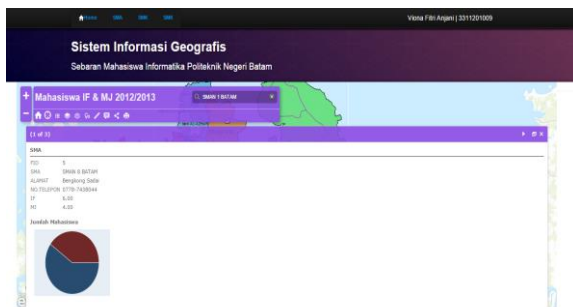 Home SMA SMK SMK
Viona Fitri Anjani | 3311201009
Sistem Informasi Geografis
Sebaran Mahasiswa Informatika Politeknik Negeri Batam
Mahasiswa IF & MJ 2012/2013
SMAN 1 BATAM
(1 of 3)
SMA
FID 5
SMA SMAN 8 BATAM
ALAMAT Bengkong Sadai
NO.TELEPON 0778-7438044
IF 6.00
MJ 4.00
Jumlah Mahasiswa